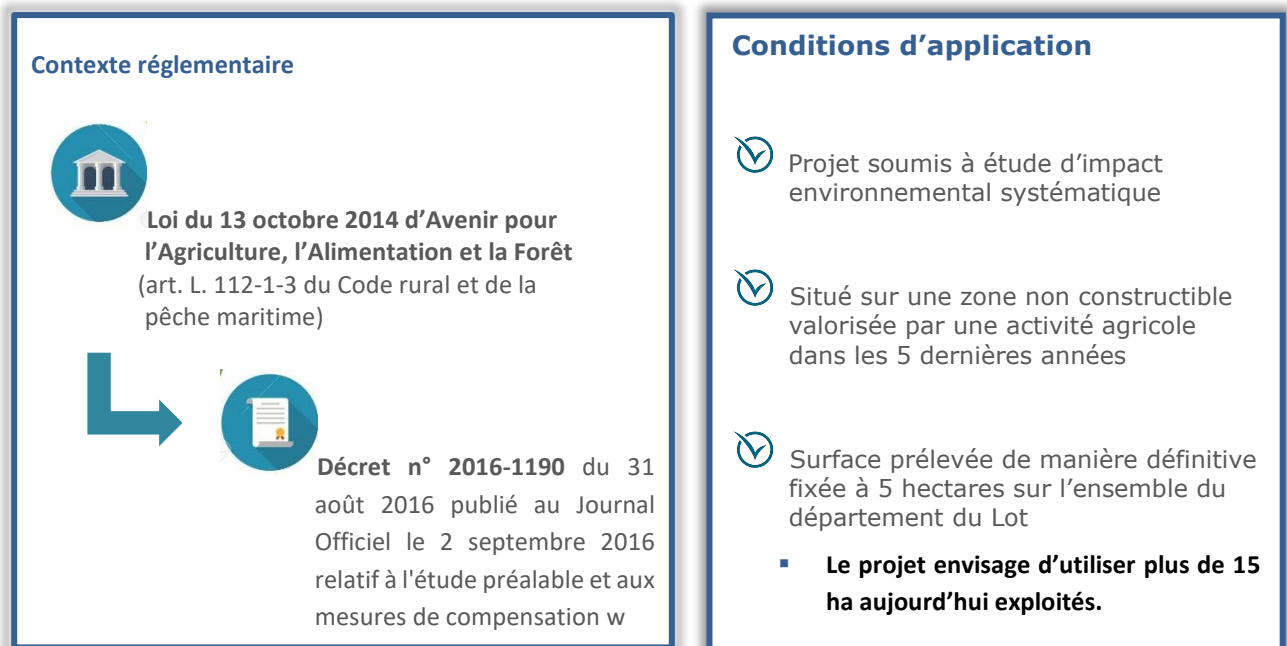 Contexte réglementaire
Loi du 13 octobre 2014 d’Avenir pour
l’Agriculture, l’Alimentation et la Forêt
(art. L. 112-1-3 du Code rural et de la
pêche maritime)
Décret n° 2016-1190 du 31
août 2016 publié au Journal
Officiel le 2 septembre 2016
relatif à l'étude préalable et aux
mesures de compensation w
Conditions d’application
Projet soumis à étude d’impact
environnemental systématique
Situé sur une zone non constructible
valorisée par une activité agricole
dans les 5 dernières années
Surface prélevée de manière définitive
fixée à 5 hectares sur l’ensemble du
département du Lot
▪ Le projet envisage d’utiliser plus de 15
ha aujourd’hui exploités.